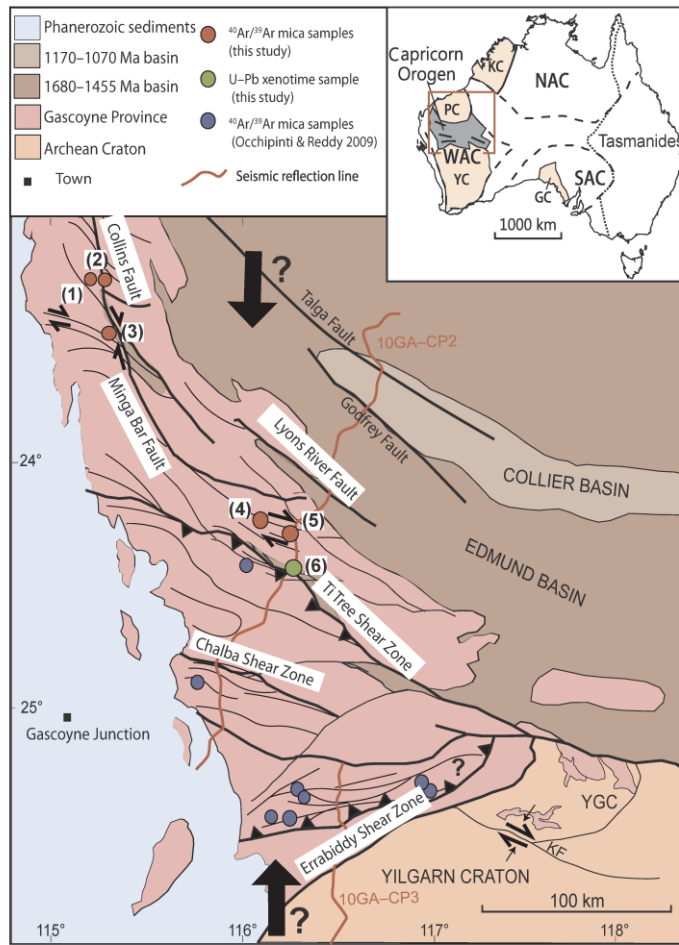 Phanerozoic sediments
1170–1070 Ma basin
1680–1455 Ma basin
Gascoyne Province
Archean Craton
Town
⁴⁰Ar/³⁹Ar mica samples
(this study)
U–Pb xenotime sample
(this study)
⁴⁰Ar/³⁹Ar mica samples
(Occhipinti & Reddy 2009)
Seismic reflection line
Capricorn
Orogen
KC
NAC
PC
Tasmanides
WAC
YC
SAC
GC
1000 km
Collins Fault
(2)
(1)
(3)
?
Talga Fault
10GA–CP2
Minga Bar Fault
Godfrey Fault
Lyons River Fault
COLLIER BASIN
24°
(4)
(5)
(6)
EDMUND BASIN
Ti Tree Shear Zone
Chalba Shear Zone
25°
Gascoyne Junction
?
YGC
Errabiddy Shear Zone
KF
YILGARN CRATON
?
10GA–CP3
100 km
115°
116°
117°
118°